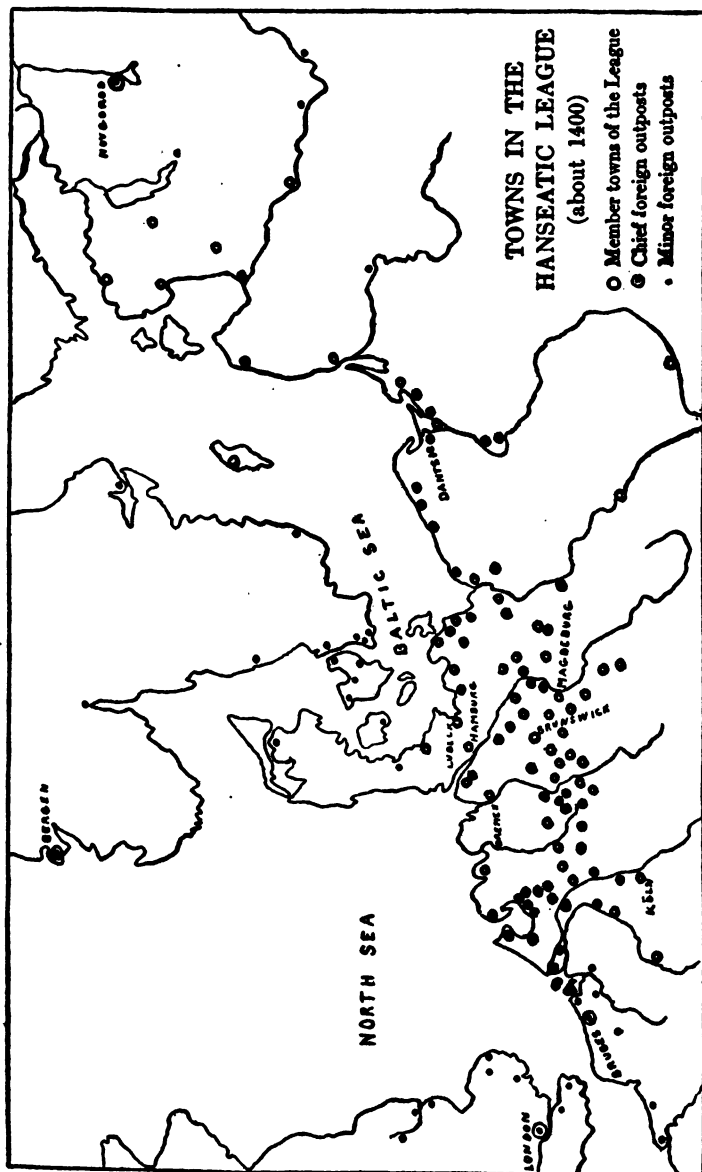 TOWNS IN THE
HANSEATIC LEAGUE
(about 1400)
Member towns of the League
Chief foreign outposts
Minor foreign outposts
NOVGOROD
BERGEN
BALTIC SEA
NORTH SEA
LUBECK
HAMBURG
BREMEN
MAGDEBURG
BRUNSWICK
KÖLN
BRUGES
LONDON